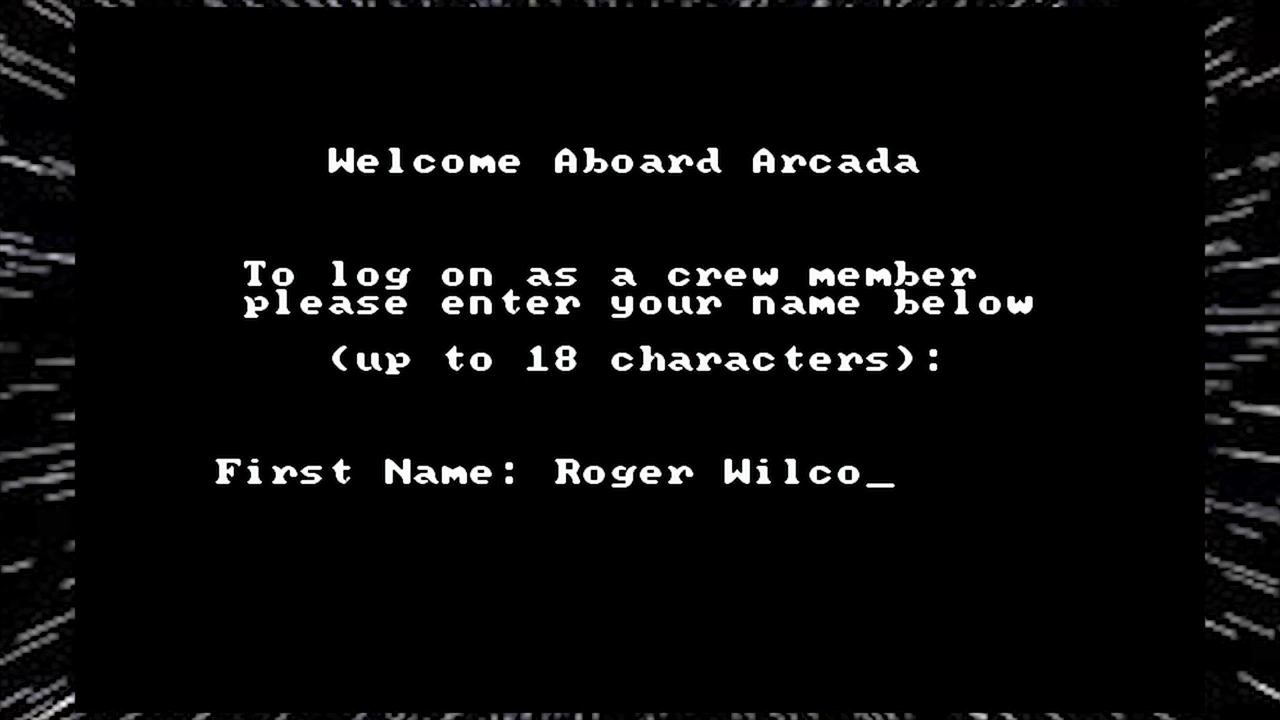 Welcome Aboard Arcada
To log on as a crew member
please enter your name below
(up to 18 characters):
First Name: Roger Wilco_